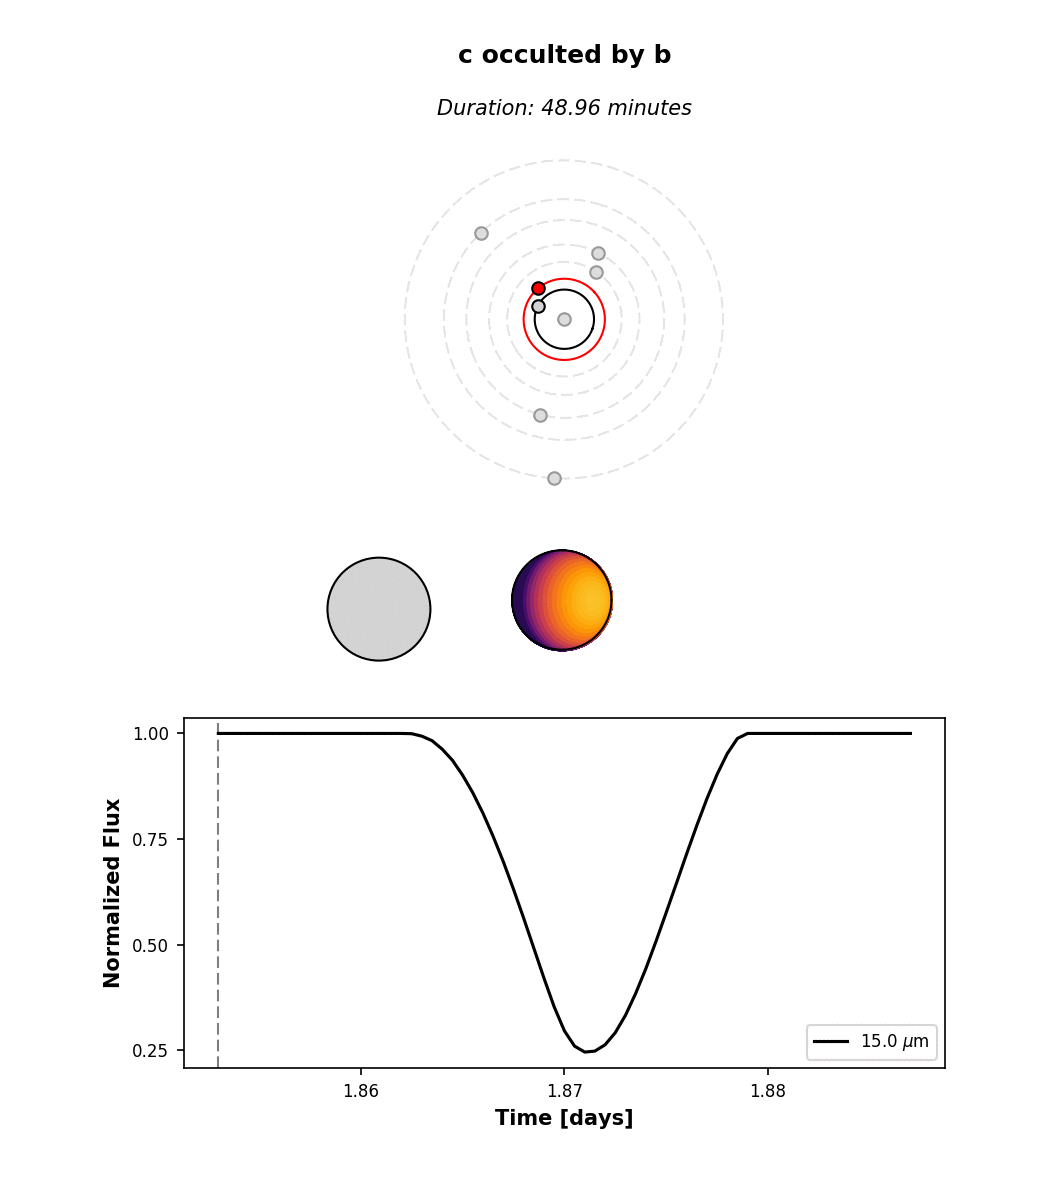 c occulted by b
Duration: 48.96 minutes
1.00
0.75
0.50
0.25
Normalized Flux
15.0 μm
1.86 1.87 1.88
Time [days]